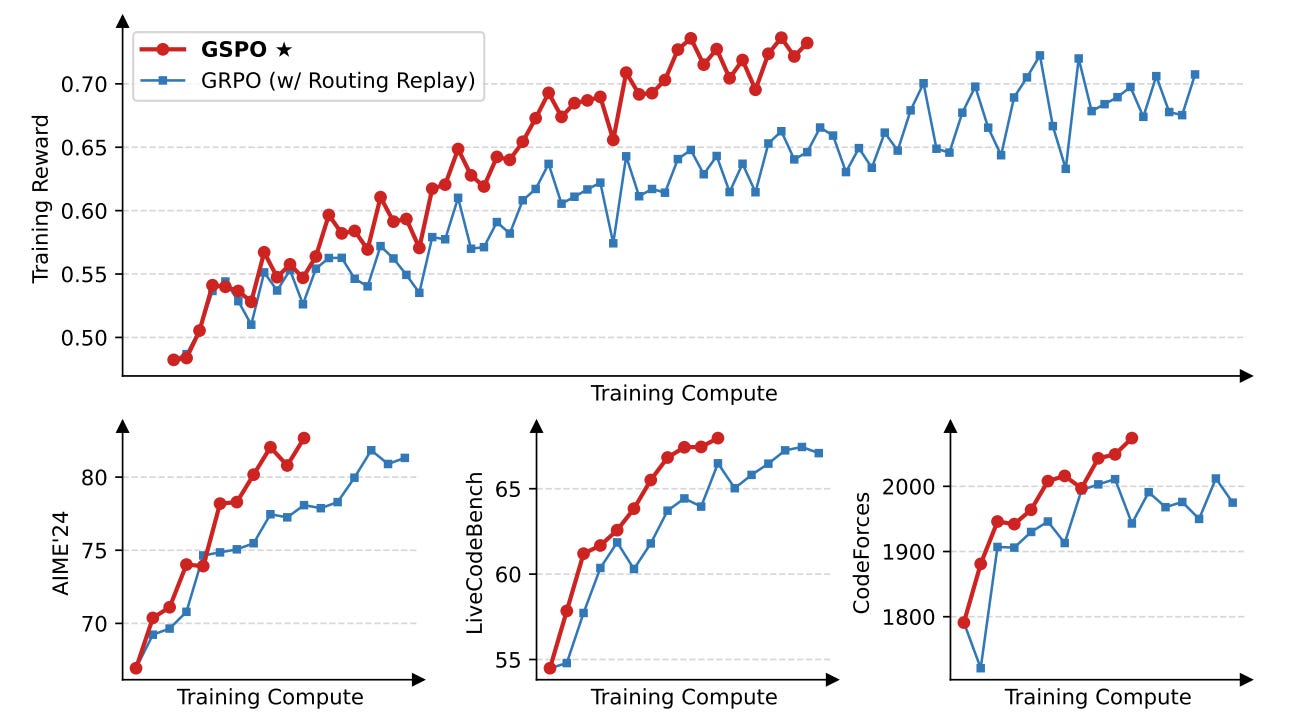 GSPO ★
GRPO (w/ Routing Replay)
Training Reward
0.70
0.65
0.60
0.55
0.50
Training Compute
AIME'24
80
75
70
Training Compute
LiveCodeBench
65
60
55
Training Compute
CodeForces
2000
1900
1800
Training Compute